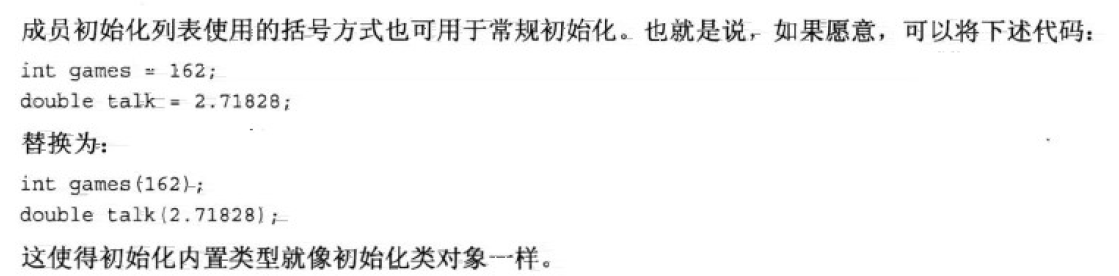 成员初始化列表使用的括号方式也可用于常规初始化。也就是说，如果愿意，可以将下述代码：
int games = 162;
double talk = 2.71828;
替换为：
int games(162);
double talk(2.71828);
这使得初始化内置类型就像初始化类对象一样。